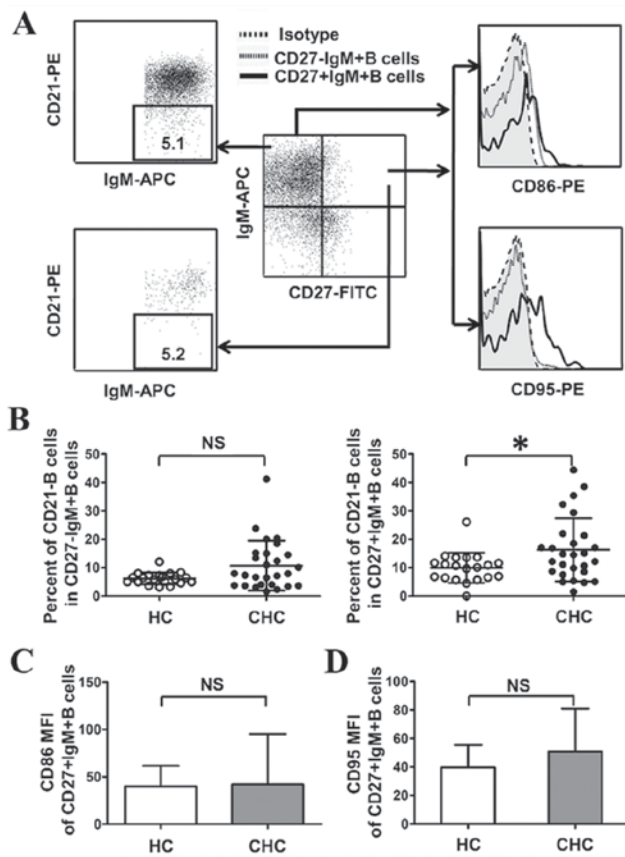 A
CD21-PE
5.1
IgM-APC
Isotype
CD27-IgM+B cells
CD27+IgM+B cells
IgM-APC
CD27-FITC
CD86-PE
CD21-PE
5.2
IgM-APC
CD95-PE
B
Percent of CD21-B cells
in CD27-IgM+B cells
50
40
30
20
10
0
NS
HC
CHC
Percent of CD21-B cells
in CD27+IgM+B cells
50
40
30
20
10
0
*
HC
CHC
C
CD86 MFI
of CD27+IgM+B cells
150
100
50
0
NS
HC
CHC
D
CD95 MFI
of CD27+IgM+B cells
100
80
60
40
20
0
NS
HC
CHC